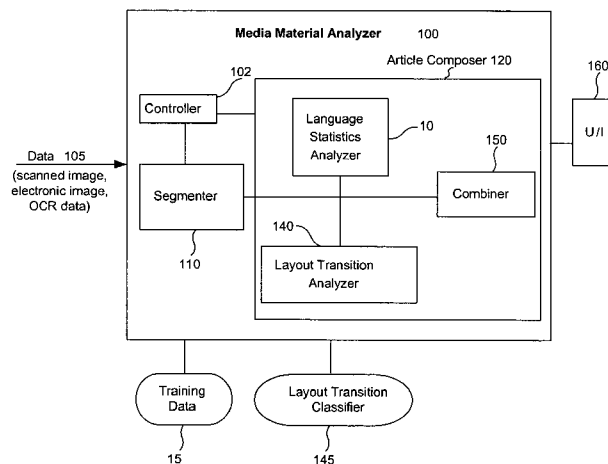 Media Material Analyzer 100
Article Composer 120
160
102
Controller
Language
Statistics
Analyzer
10
U/I
Data 105
(scanned image,
electronic image,
OCR data)
Segmenter
150
Combiner
110
140
Layout Transition
Analyzer
Training
Data
Layout Transition
Classifier
15
145